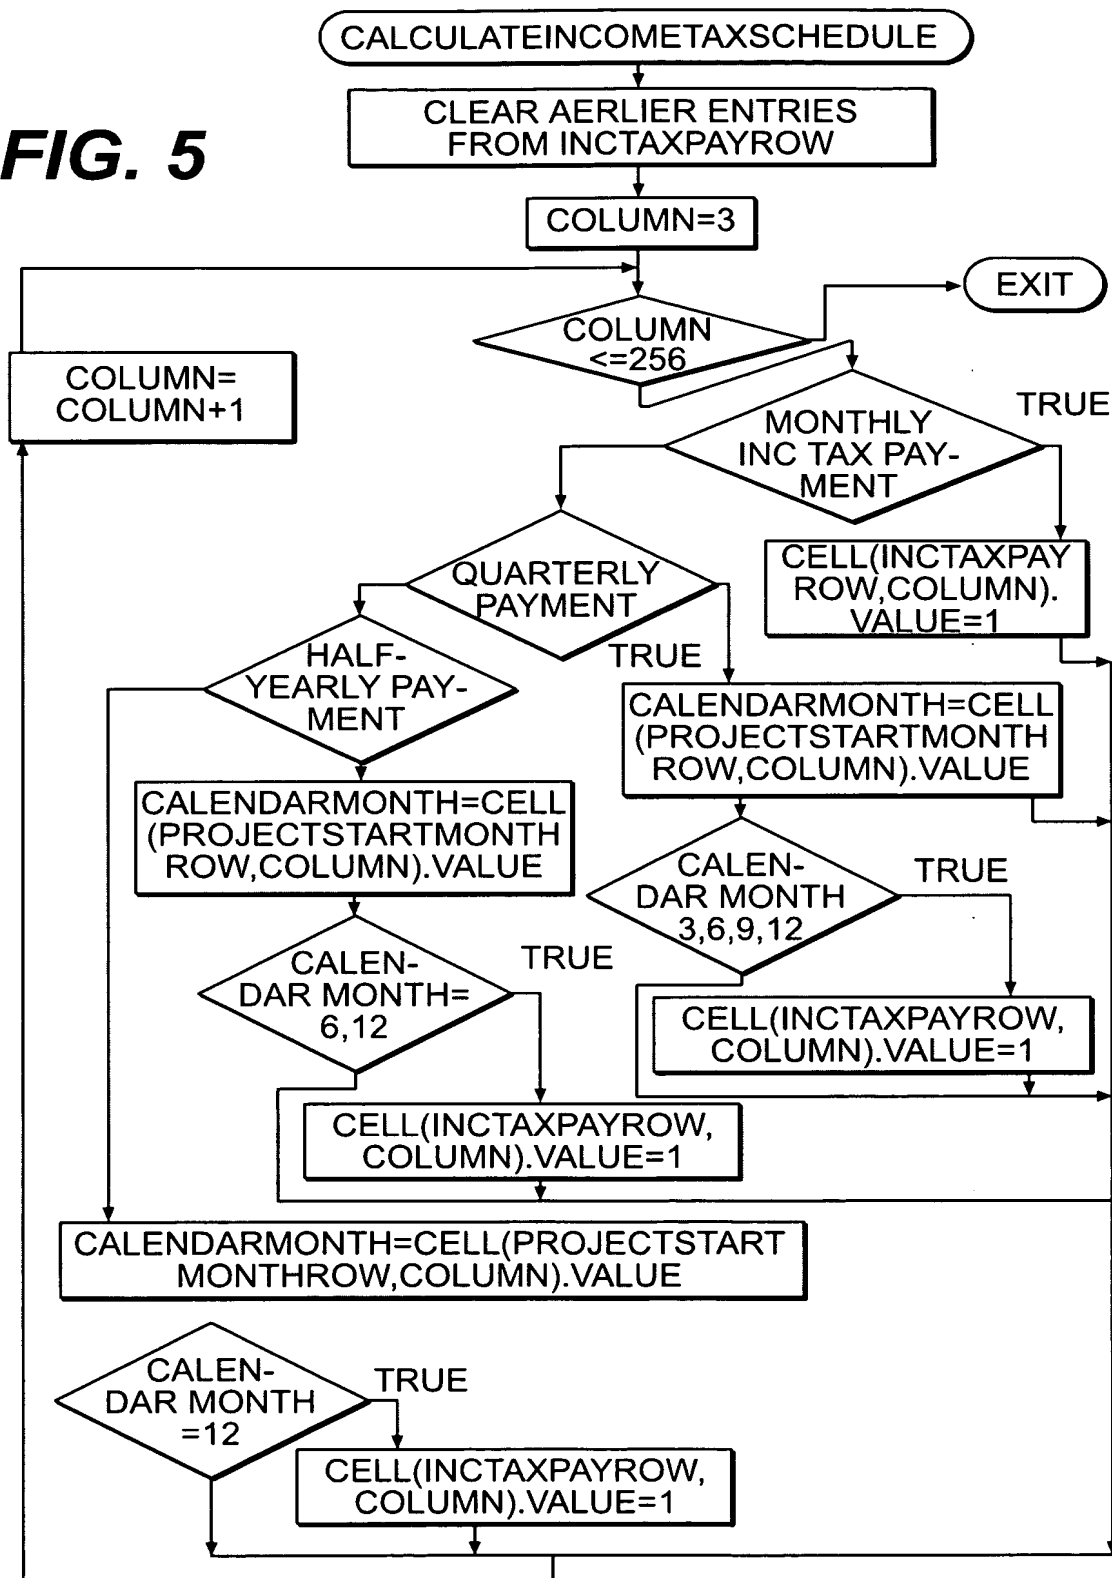 CALCULATEINCOMETAXSCHEDULE
CLEAR AERLIER ENTRIES
FROM INCTAXPAYROW
FIG. 5
COLUMN=3
EXIT
COLUMN
<=256
COLUMN=
COLUMN+1
TRUE
MONTHLY
INC TAX PAY-
MENT
CELL(INCTAXPAY
ROW,COLUMN).
VALUE=1
QUARTERLY
PAYMENT
TRUE
HALF-
YEARLY PAY-
MENT
CALENDARMONTH=CELL
(PROJECTSTARTMONTH
ROW,COLUMN).VALUE
CALENDARMONTH=CELL
(PROJECTSTARTMONTH
ROW,COLUMN).VALUE
CALEN-
DAR MONTH
3,6,9,12
TRUE
CALEN-
DAR MONTH=
6,12
TRUE
CELL(INCTAXPAYROW,
COLUMN).VALUE=1
CELL(INCTAXPAYROW,
COLUMN).VALUE=1
CALENDARMONTH=CELL(PROJECTSTART
MONTHROW,COLUMN).VALUE
CALEN-
DAR MONTH
=12
TRUE
CELL(INCTAXPAYROW,
COLUMN).VALUE=1